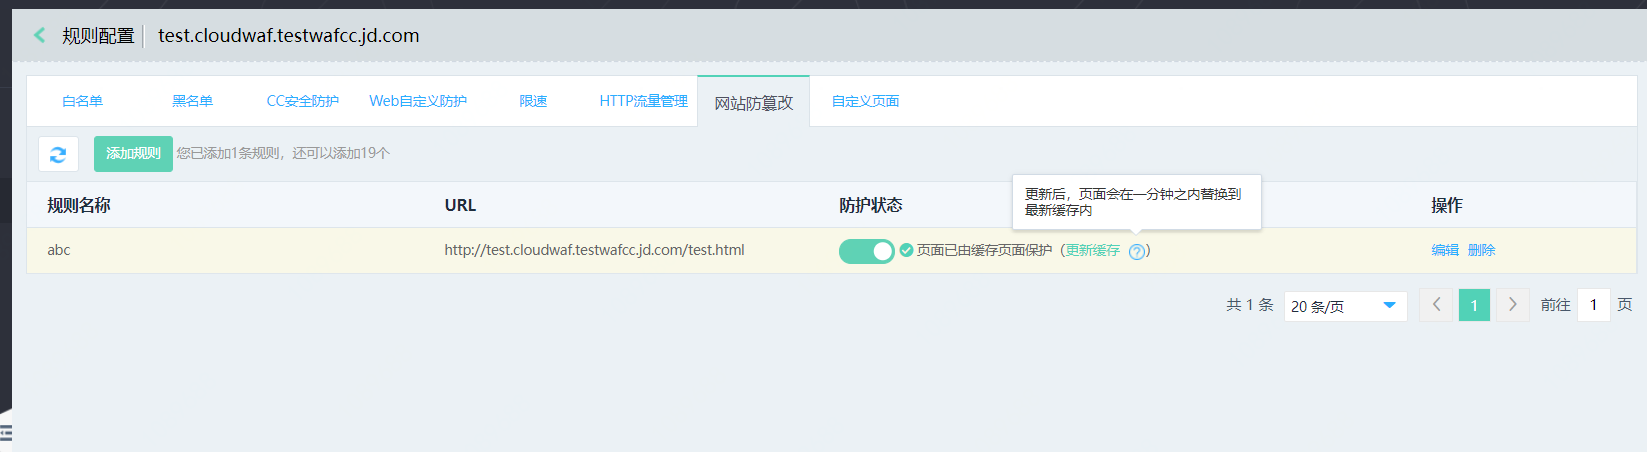 规则配置 test.cloudwaf.testwafcc.jd.com
白名单 黑名单 CC安全防护 Web自定义防护 限速 HTTP流量管理 网站防篡改 自定义页面
添加规则 您已添加1条规则，还可以添加19个
更新后，页面会在一分钟之内替换到
最新缓存内
规则名称 URL 防护状态 操作
abc http://test.cloudwaf.testwafcc.jd.com/test.html 页面已由缓存页面保护（更新缓存 ?） 编辑 删除
共 1 条 20 条/页 1 前往 1 页